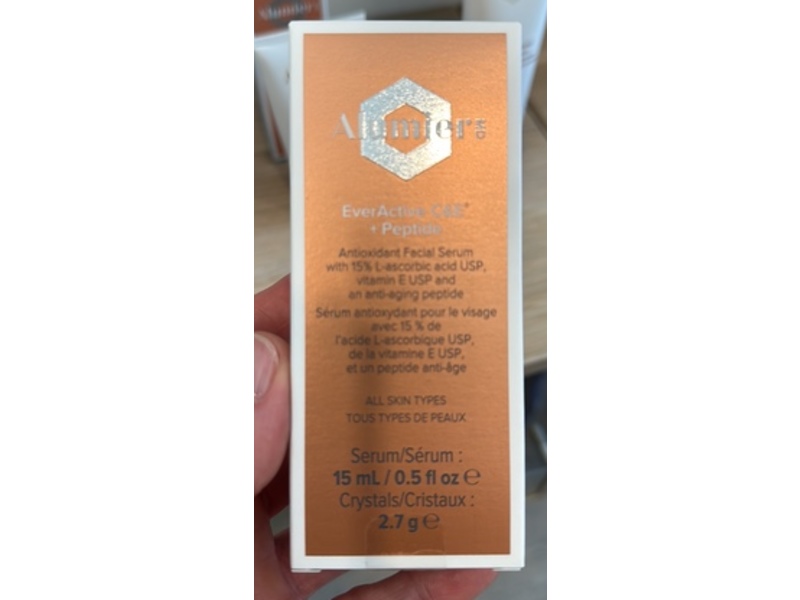 AlumierMD
EverActive C&E®
+ Peptide
Antioxidant Facial Serum
with 15% L-ascorbic acid USP,
vitamin E USP and
an anti-aging peptide
Sérum antioxydant pour le visage
avec 15 % de
l'acide L-ascorbique USP,
de la vitamine E USP,
et un peptide anti-âge
ALL SKIN TYPES
TOUS TYPES DE PEAUX
Serum/Sérum :
15 mL / 0.5 fl oz ℮
Crystals/Cristaux :
2.7 g ℮